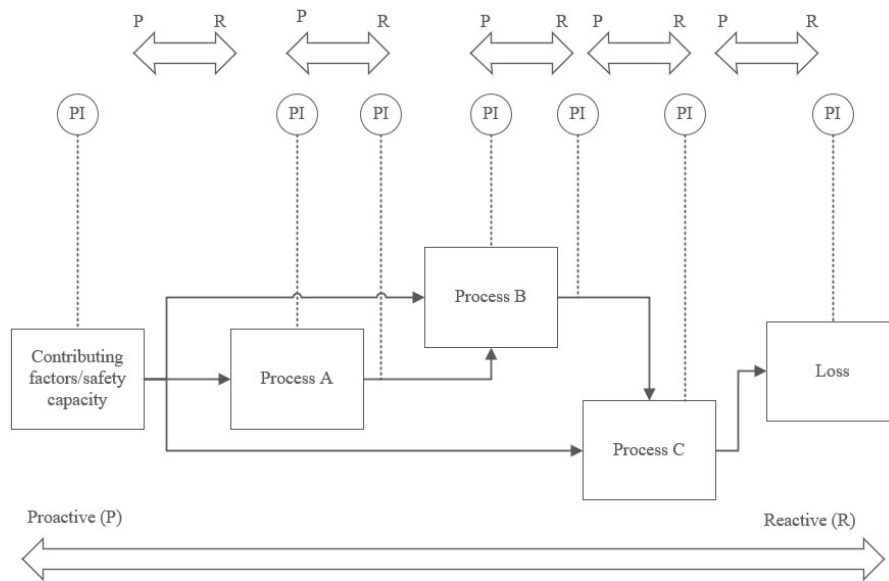 P R P R P R P R P R
PI PI PI PI PI PI PI
Process B
Contributing
factors/safety
capacity
Process A
Loss
Process C
Proactive (P) Reactive (R)